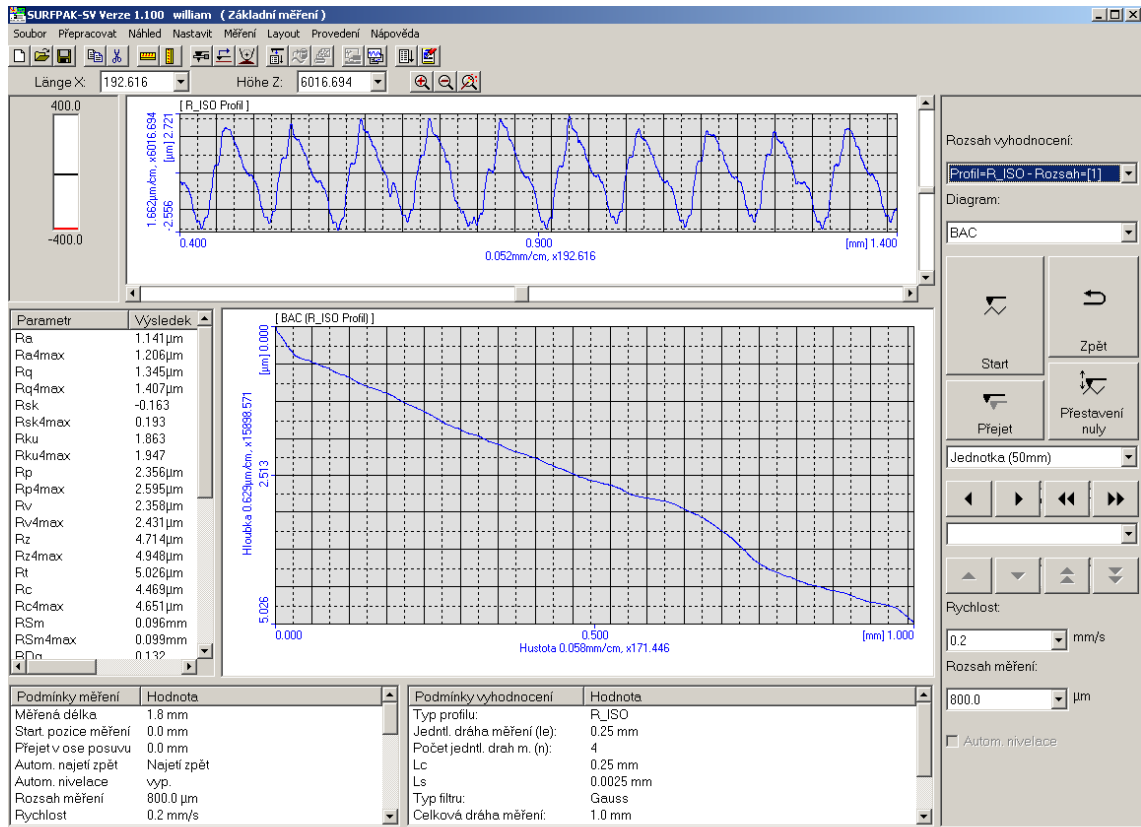 SURFPAK-SV Verze 1.100 william ( Základní měření )
Soubor Přepracovat Náhled Nastavit Měření Layout Provedení Nápověda
Länge X: 192.616 Höhe Z: 6016.694
400.0
-400.0
[ R_ISO Profil ]
1.662µm/cm, x6016.694
-2.556 [µm] 2.721
0.400 0.900 [mm] 1.400
0.052mm/cm, x192.616
Parametr Výsledek
Ra 1.141µm
Ra4max 1.206µm
Rq 1.345µm
Rq4max 1.407µm
Rsk -0.163
Rsk4max 0.193
Rku 1.863
Rku4max 1.947
Rp 2.356µm
Rp4max 2.595µm
Rv 2.358µm
Rv4max 2.431µm
Rz 4.714µm
Rz4max 4.948µm
Rt 5.026µm
Rc 4.469µm
Rc4max 4.651µm
RSm 0.096mm
RSm4max 0.099mm
RDq 0.132
[ BAC (R_ISO Profil) ]
Hloubka 0.629µm/cm, x15898.571
5.026 2.513 [µm] 0.000
0.000 0.500 [mm] 1.000
Hustota 0.058mm/cm, x171.446
Podmínky měření Hodnota
Měřená délka 1.8 mm
Start. pozice měření 0.0 mm
Přejet v ose posuvu 0.0 mm
Autom. najetí zpět Najetí zpět
Autom. nivelace vyp.
Rozsah měření 800.0 µm
Rychlost 0.2 mm/s
Podmínky vyhodnocení Hodnota
Typ profilu: R_ISO
Jedntl. dráha měření (le): 0.25 mm
Počet jedntl. drah m. (n): 4
Lc 0.25 mm
Ls 0.0025 mm
Typ filtru: Gauss
Celková dráha měření: 1.0 mm
Rozsah vyhodnocení:
Profil=R_ISO - Rozsah=[1]
Diagram:
BAC
Start
Zpět
Přejet
Přestavení
nuly
Jednotka (50mm)
Rychlost:
0.2 mm/s
Rozsah měření:
800.0 µm
Autom. nivelace